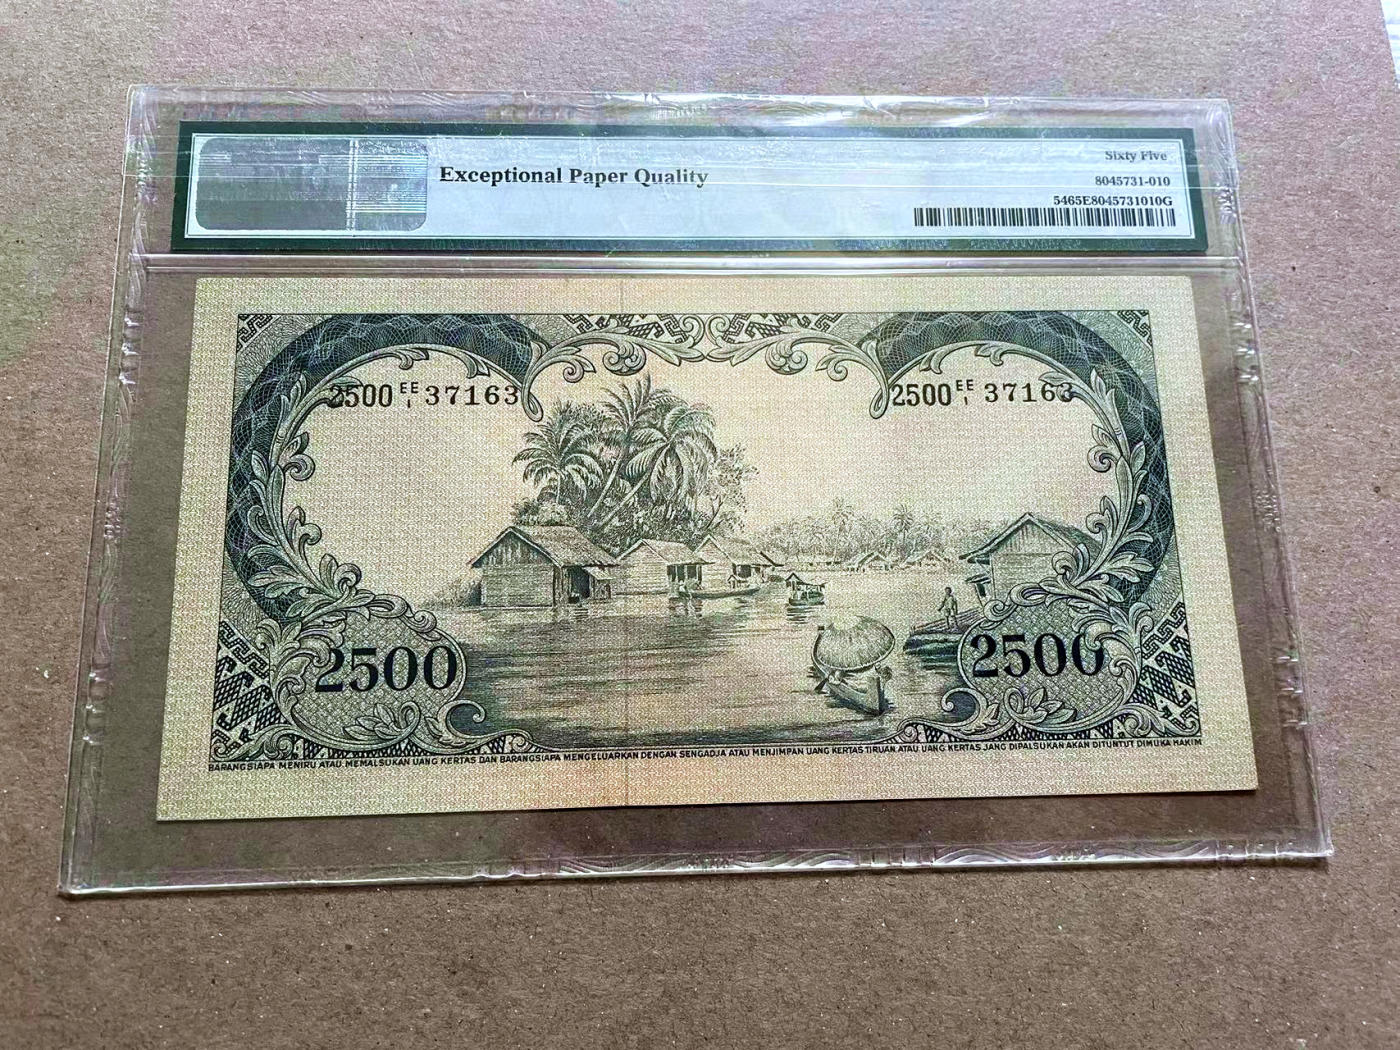 Exceptional Paper Quality
Sixty Five
8045731-010
5465E8045731010G
2500 EE/1 37163
2500 EE/1 37163
2500
2500
BARANGSIAPA MENIRU ATAU MEMALSUKAN UANG KERTAS DAN BARANGSIAPA MENGELUARKAN DENGAN SENGADJA ATAU MENJIMPAN UANG KERTAS TIRUAN ATAU UANG KERTAS JANG DIPALSUKAN AKAN DITUNTUT DIMUKA HAKIM